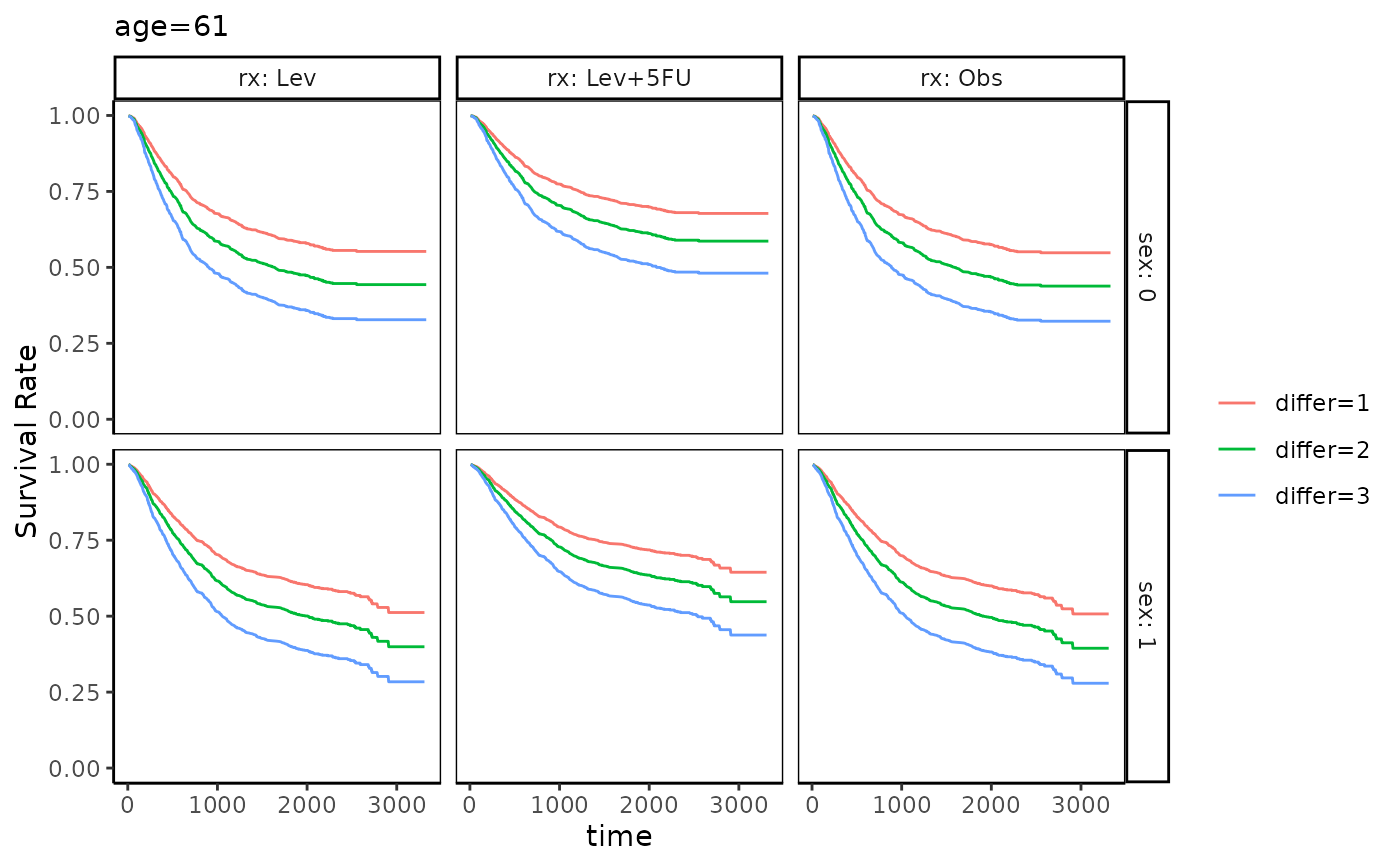 age=61
rx: Lev
rx: Lev+5FU
rx: Obs
1.00
0.75
0.50
0.25
0.00
sex: 0
1.00
0.75
0.50
0.25
0.00
sex: 1
Survival Rate
0 1000 2000 3000
0 1000 2000 3000
0 1000 2000 3000
time
differ=1
differ=2
differ=3